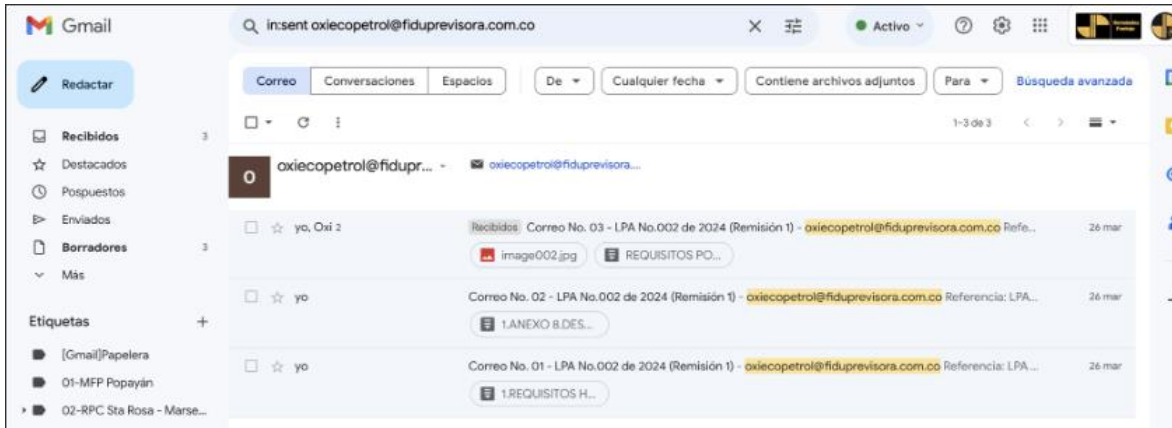 Gmail
in:sent oxiecopetrol@fiduprevisora.com.co
Activo
Redactar
Correo Conversaciones Espacios De Cualquier fecha Contiene archivos adjuntos Para Búsqueda avanzada
1-3 de 3
Recibidos 3
Destacados
Pospuestos
Enviados
Borradores 3
Más
Etiquetas +
[Gmail]Papelera
01-MFP Popayán
02-RPC Sta Rosa - Marse...
O oxiecopetrol@fidupr... oxiecopetrol@fiduprevisora....
yo, Oxi 2 Recibidos Correo No. 03 - LPA No.002 de 2024 (Remisión 1) - oxiecopetrol@fiduprevisora.com.co Refe... 26 mar
image002.jpg REQUISITOS PO...
yo Correo No. 02 - LPA No.002 de 2024 (Remisión 1) - oxiecopetrol@fiduprevisora.com.co Referencia: LPA... 26 mar
1.ANEXO 8.DES...
yo Correo No. 01 - LPA No.002 de 2024 (Remisión 1) - oxiecopetrol@fiduprevisora.com.co Referencia: LPA... 26 mar
1.REQUISITOS H...